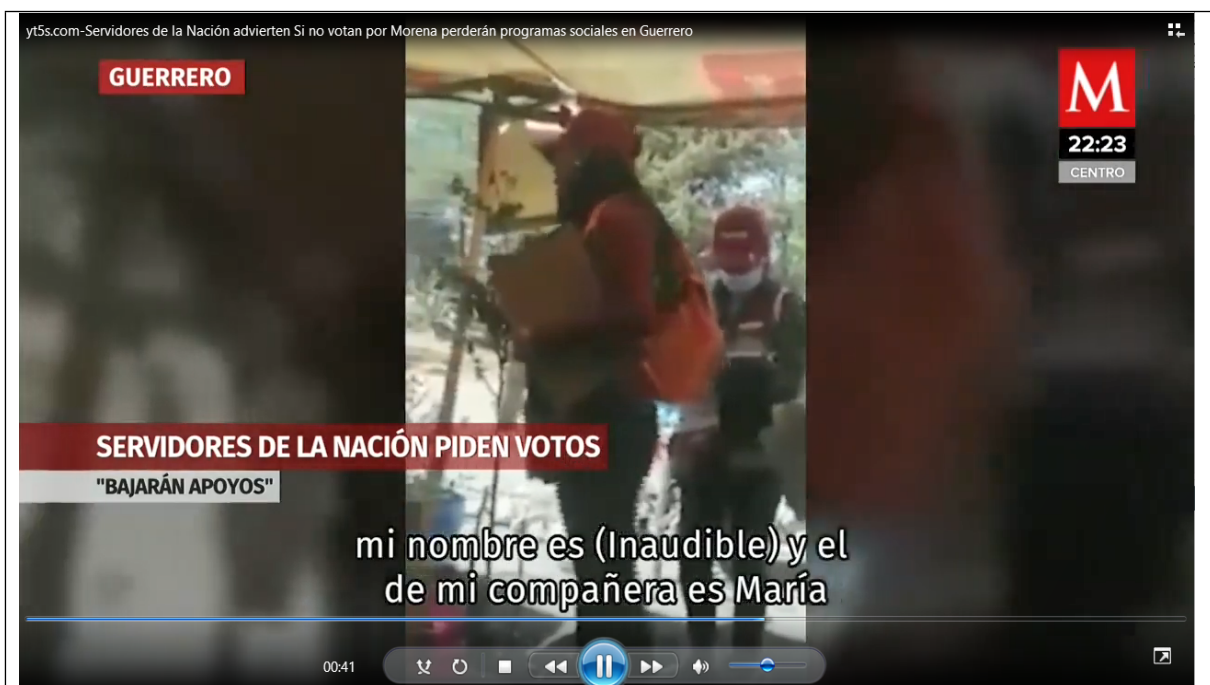 yt5s.com-Servidores de la Nación advierten Si no votan por Morena perderán programas sociales en Guerrero
GUERRERO
M
22:23
CENTRO
SERVIDORES DE LA NACIÓN PIDEN VOTOS
"BAJARÁN APOYOS"
mi nombre es (Inaudible) y el
de mi compañera es María
00:41